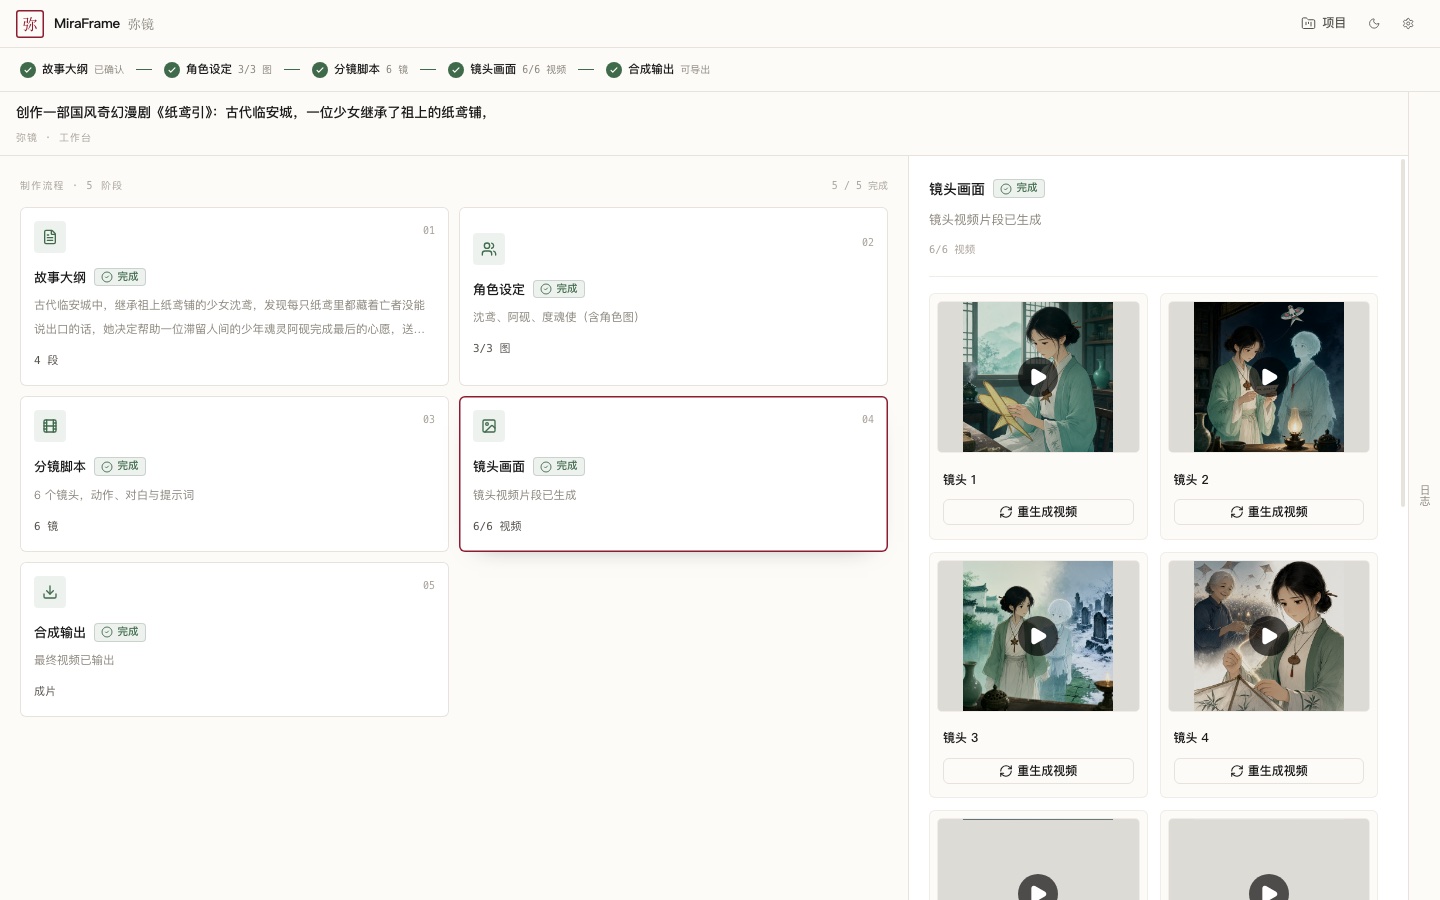 弥 MiraFrame 弥镜
项目
故事大纲 已确认 角色设定 3/3 图 分镜脚本 6 镜 镜头画面 6/6 视频 合成输出 可导出
创作一部国风奇幻漫剧《纸鸢引》：古代临安城，一位少女继承了祖上的纸鸢铺，
弥镜 · 工作台
制作流程 · 5 阶段
5 / 5 完成
01
故事大纲 完成
古代临安城中，继承祖上纸鸢铺的少女沈鸢，发现每只纸鸢里都藏着亡者没能
说出口的话，她决定帮助一位滞留人间的少年魂灵阿砚完成最后的心愿，送…
4 段
02
角色设定 完成
沈鸢、阿砚、度魂使（含角色图）
3/3 图
03
分镜脚本 完成
6 个镜头，动作、对白与提示词
6 镜
04
镜头画面 完成
镜头视频片段已生成
6/6 视频
05
合成输出 完成
最终视频已输出
成片
镜头画面 完成
镜头视频片段已生成
6/6 视频
镜头 1
重生成视频
镜头 2
重生成视频
镜头 3
重生成视频
镜头 4
重生成视频
日志